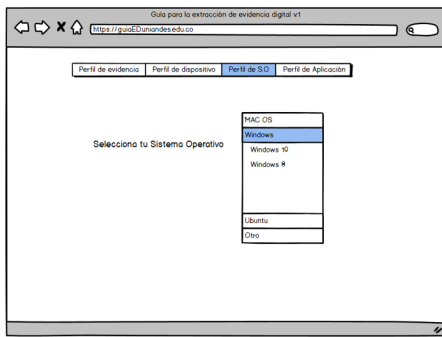 Guía para la extracción de evidencia digital v.1
https://guiaEDuniandes.edu.co
Perfil de evidencia Perfil de dispositivo Perfil de S.O Perfil de Aplicación
MAC OS
Windows
Selecciona tu Sistema Operativo
Windows 10
Windows 8
Ubuntu
Otro